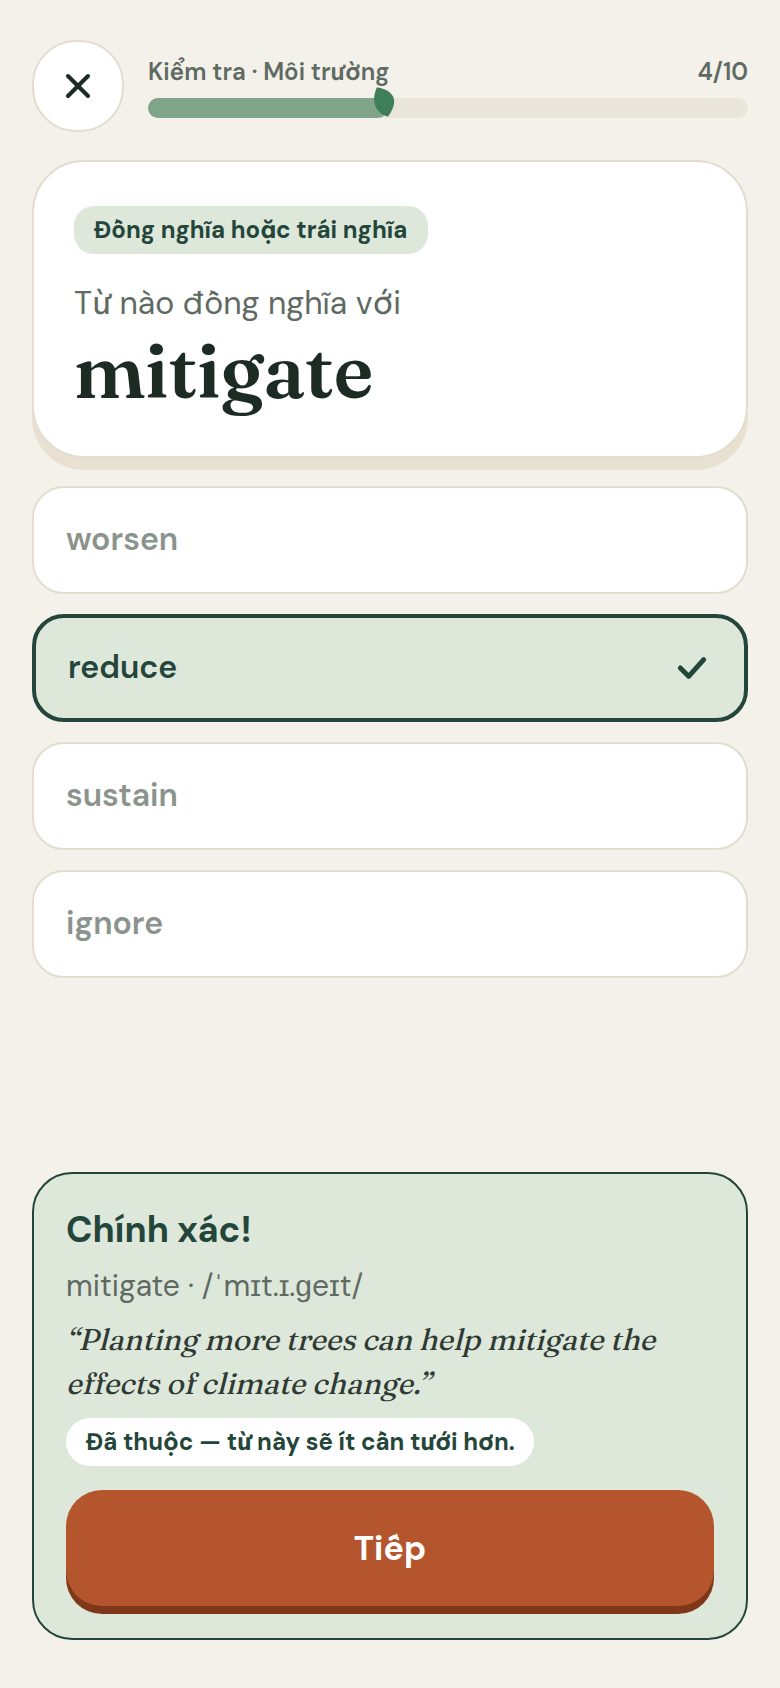 Kiểm tra · Môi trường
4/10
Đồng nghĩa hoặc trái nghĩa
Từ nào đồng nghĩa với
mitigate
worsen
reduce
sustain
ignore
Chính xác!
mitigate · /ˈmɪt.ɪ.ɡeɪt/
“Planting more trees can help mitigate the
effects of climate change.”
Đã thuộc — từ này sẽ ít cần tưới hơn.
Tiếp